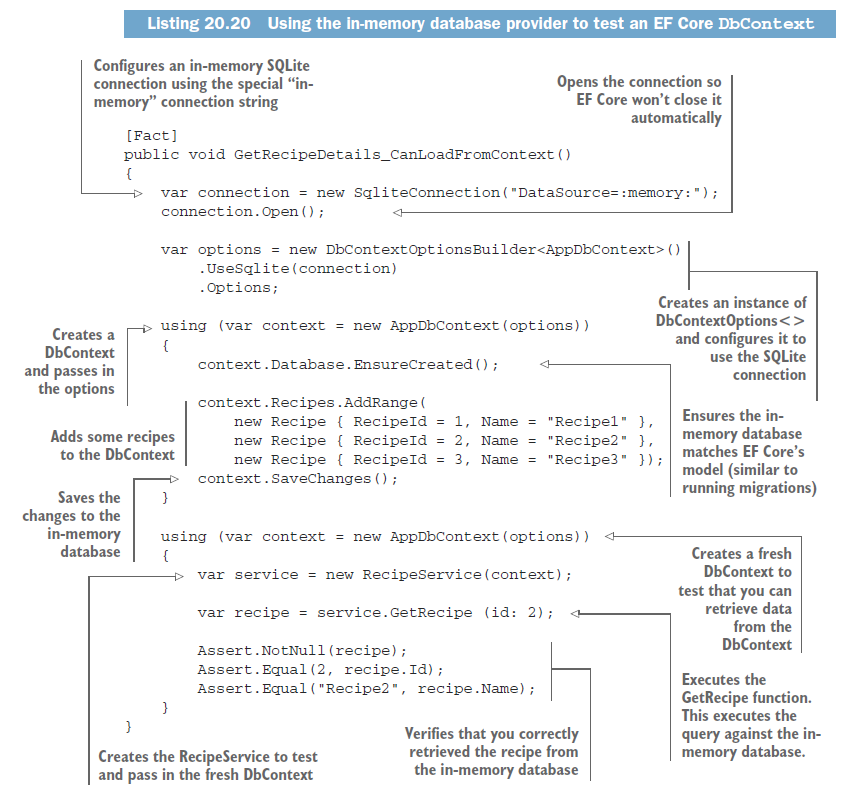 Listing 20.20 Using the in-memory database provider to test an EF Core DbContext
Configures an in-memory SQLite
connection using the special “in-
memory” connection string
Opens the connection so
EF Core won’t close it
automatically
[Fact]
public void GetRecipeDetails_CanLoadFromContext()
{
var connection = new SqliteConnection("DataSource=:memory:");
connection.Open();
var options = new DbContextOptionsBuilder<AppDbContext>()
.UseSqlite(connection)
.Options;
Creates an instance of
DbContextOptions<>
and configures it to
use the SQLite
connection
Creates a
DbContext
and passes in
the options
using (var context = new AppDbContext(options))
{
context.Database.EnsureCreated();
Ensures the in-
memory database
matches EF Core’s
model (similar to
running migrations)
Adds some recipes
to the DbContext
context.Recipes.AddRange(
new Recipe { RecipeId = 1, Name = "Recipe1" },
new Recipe { RecipeId = 2, Name = "Recipe2" },
new Recipe { RecipeId = 3, Name = "Recipe3" });
context.SaveChanges();
}
Saves the
changes to the
in-memory
database
using (var context = new AppDbContext(options))
{
Creates a fresh
DbContext to
test that you can
retrieve data
from the
DbContext
var service = new RecipeService(context);
var recipe = service.GetRecipe (id: 2);
Assert.NotNull(recipe);
Assert.Equal(2, recipe.Id);
Assert.Equal("Recipe2", recipe.Name);
}
}
Executes the
GetRecipe function.
This executes the
query against the in-
memory database.
Verifies that you correctly
retrieved the recipe from
the in-memory database
Creates the RecipeService to test
and pass in the fresh DbContext